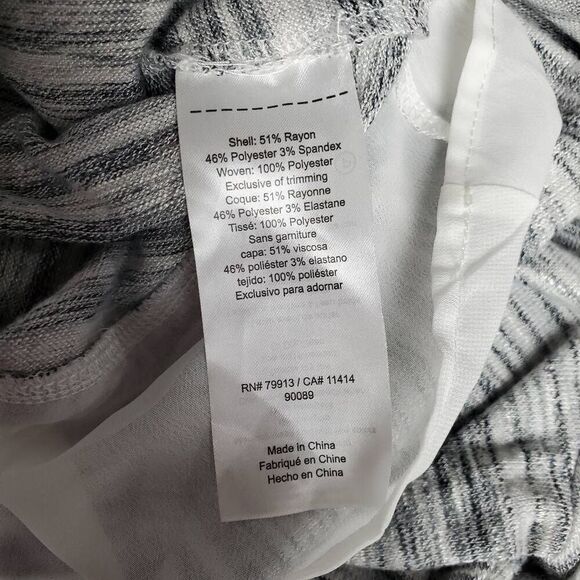 Shell: 51% Rayon
46% Polyester 3% Spandex
Woven: 100% Polyester
Exclusive of trimming
Coque: 51% Rayonne
46% Polyester 3% Elastane
Tissé: 100% Polyester
Sans garniture
capa: 51% viscosa
46% poliéster 3% elastano
tejido: 100% poliéster
Exclusivo para adornar
RN# 79913 / CA# 11414
90089
Made in China
Fabriqué en Chine
Hecho en China